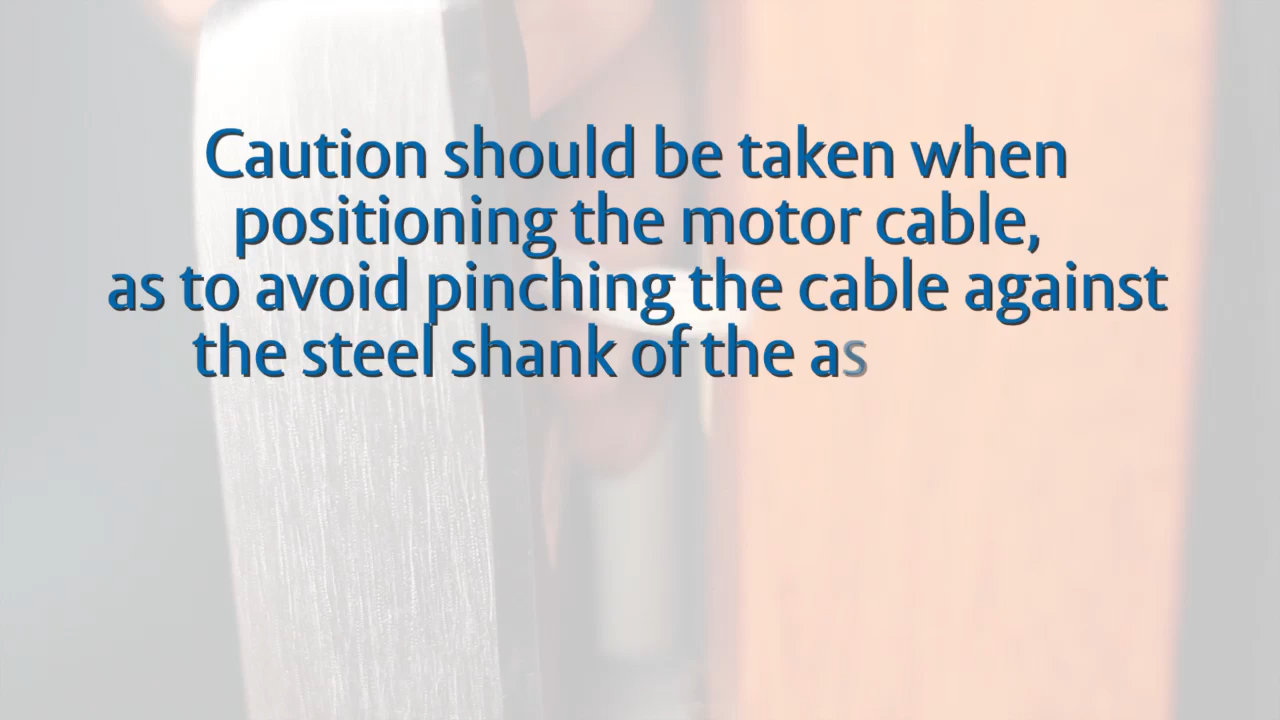 Caution should be taken when
positioning the motor cable,
as to avoid pinching the cable against
the steel shank of the as